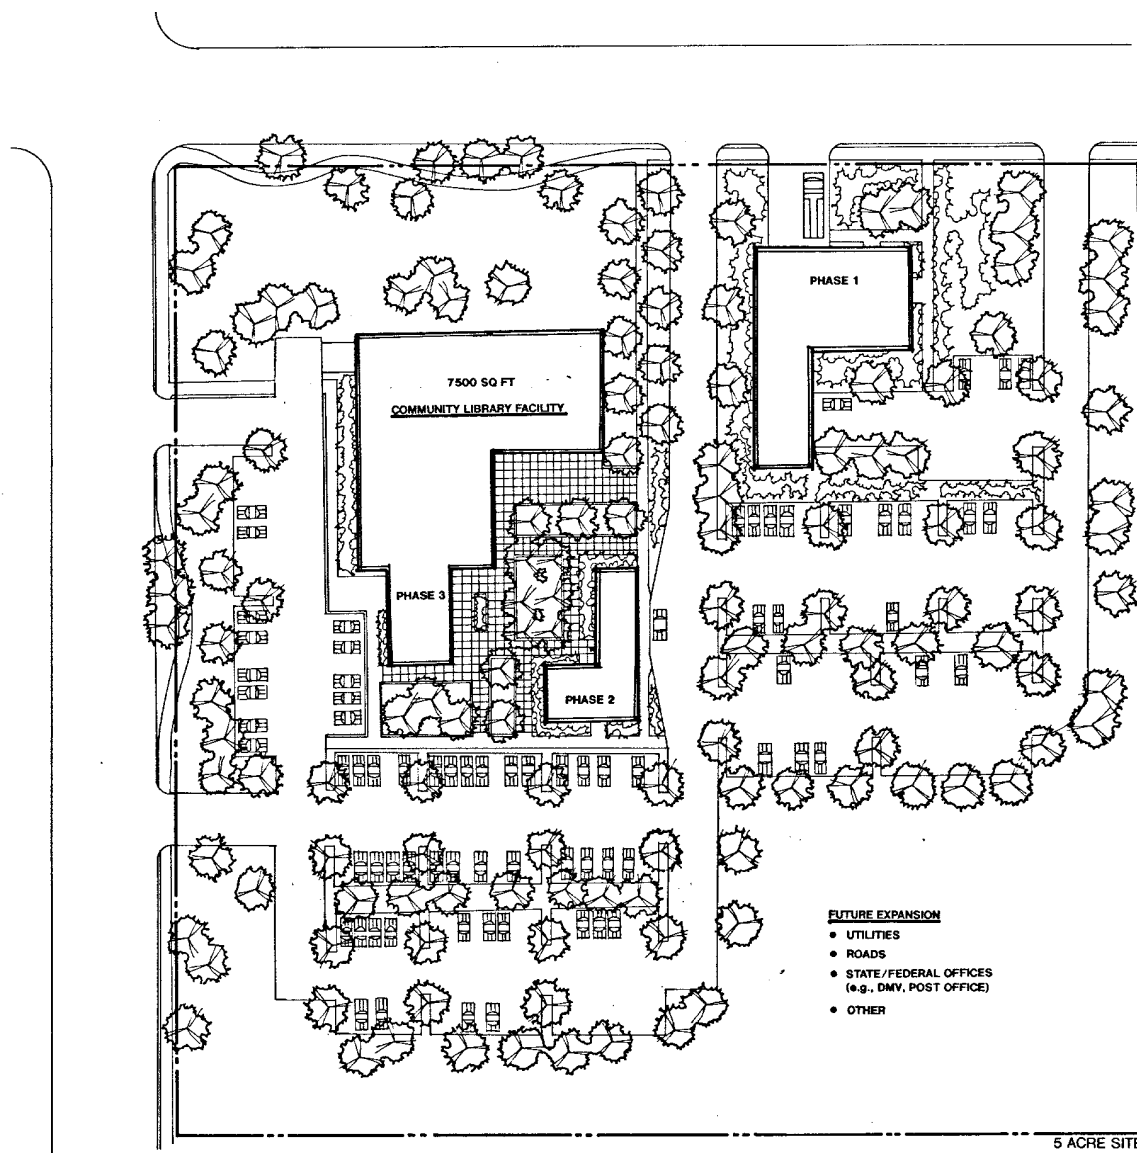 PHASE 1
7500 SQ FT
COMMUNITY LIBRARY FACILITY
PHASE 3
PHASE 2
FUTURE EXPANSION
• UTILITIES
• ROADS
• STATE/FEDERAL OFFICES
(e.g., DMV, POST OFFICE)
• OTHER
5 ACRE SITE